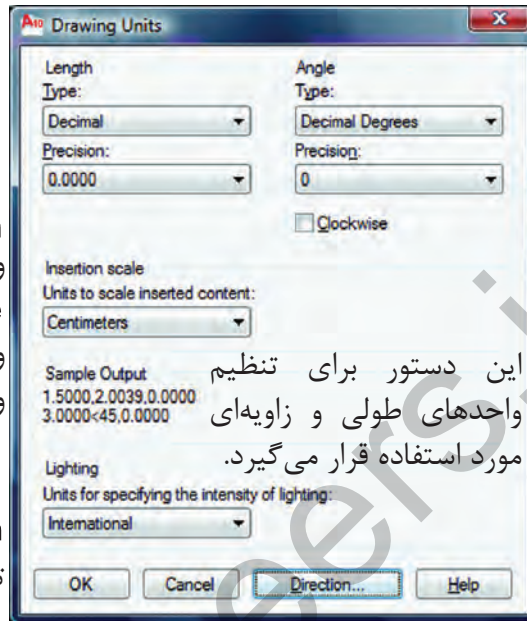 A10 Drawing Units
Length
Type:
Decimal
Precision:
0.0000
Angle
Type:
Decimal Degrees
Precision:
0
Clockwise
Insertion scale
Units to scale inserted content:
Centimeters
Sample Output
1.5000,2.0039,0.0000
3.0000<45,0.0000
این دستور برای تنظیم
واحدهای طولی و زاویه‌ای
مورد استفاده قرار می‌گیرد.
Lighting
Units for specifying the intensity of lighting:
International
OK Cancel Direction... Help